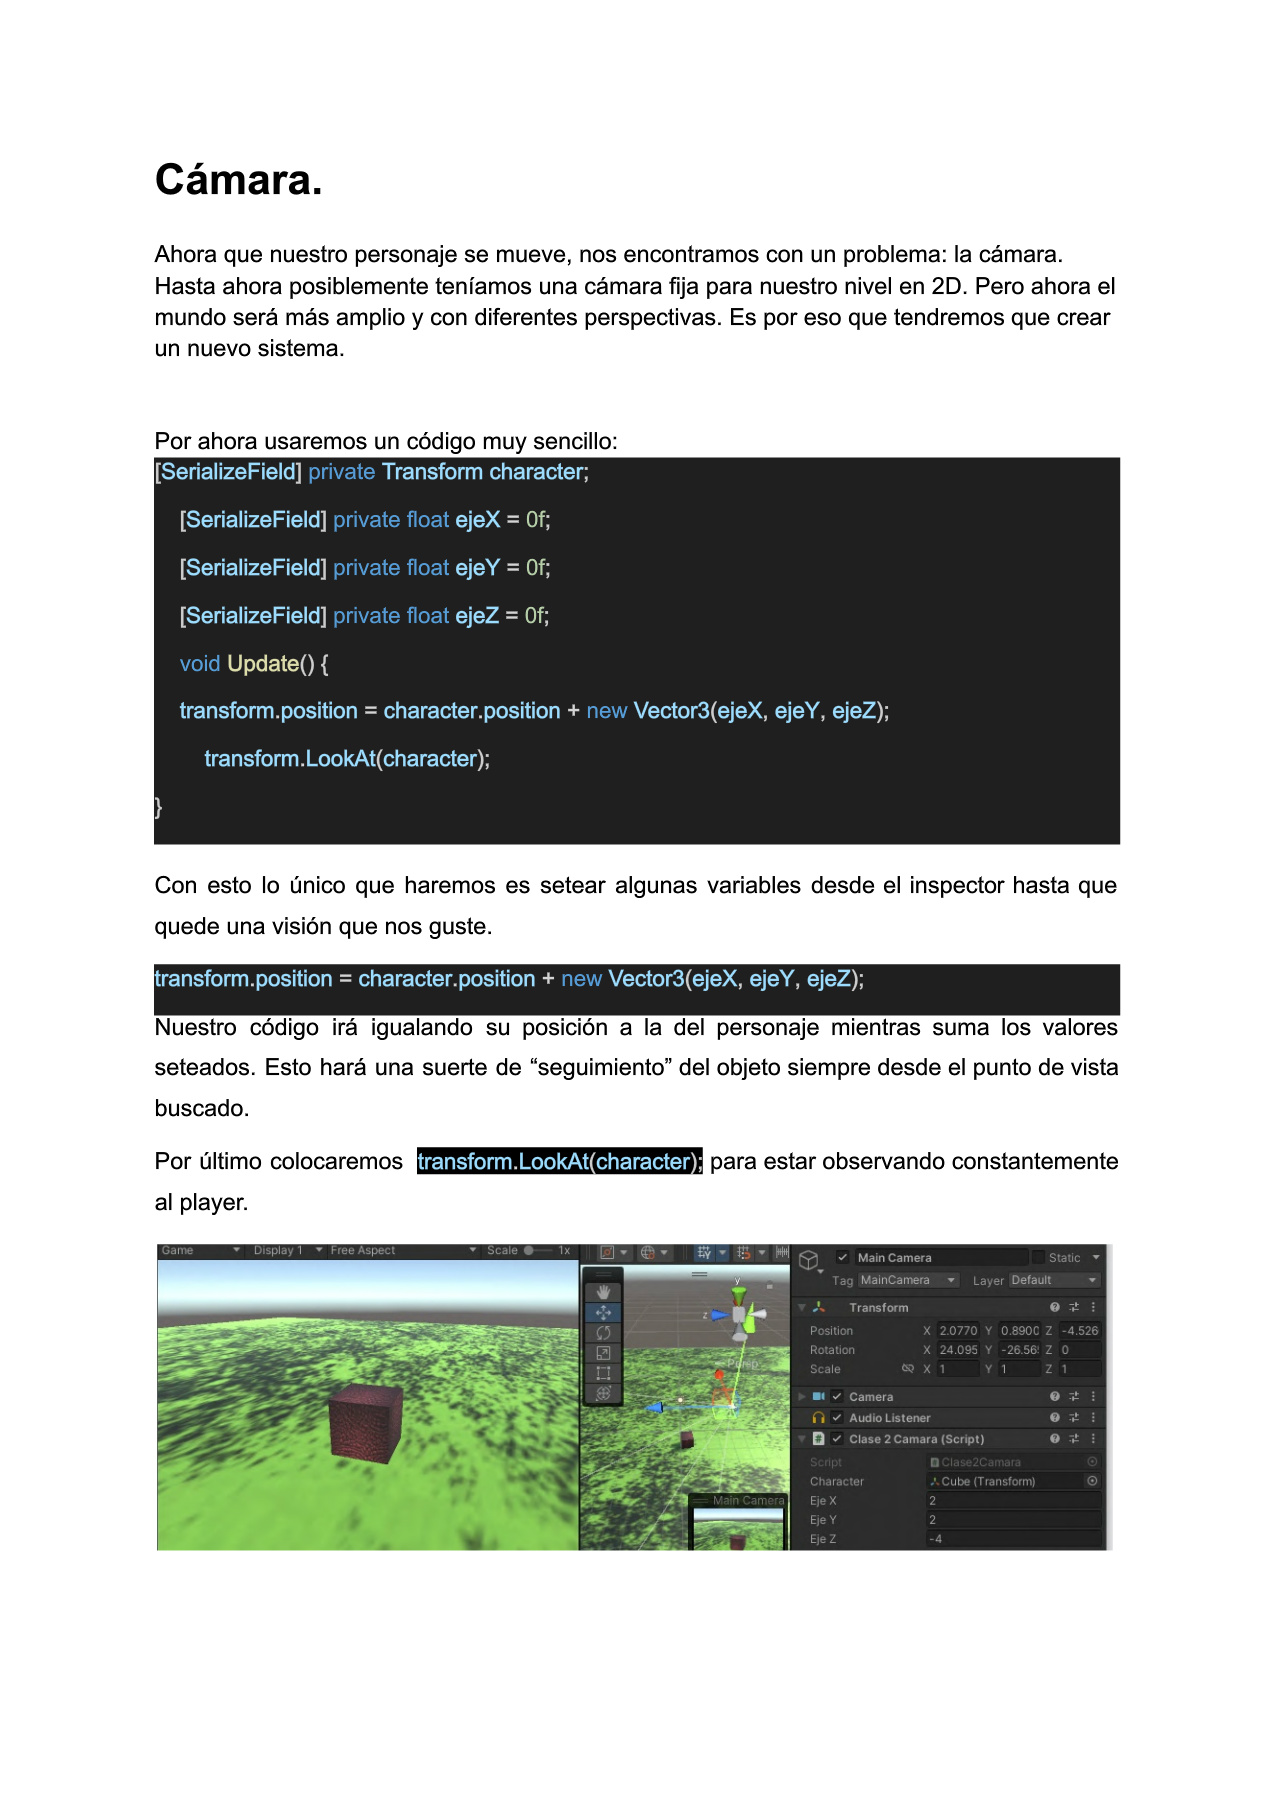 Cámara.
Ahora que nuestro personaje se mueve, nos encontramos con un problema: la cámara.
Hasta ahora posiblemente teníamos una cámara fija para nuestro nivel en 2D. Pero ahora el
mundo será más amplio y con diferentes perspectivas. Es por eso que tendremos que crear
un nuevo sistema.
Por ahora usaremos un código muy sencillo:
[SerializeField] private Transform character;
[SerializeField] private float ejeX = 0f;
[SerializeField] private float ejeY = 0f;
[SerializeField] private float ejeZ = 0f;
void Update() {
transform.position = character.position + new Vector3(ejeX, ejeY, ejeZ);
transform.LookAt(character);
}
Con esto lo único que haremos es setear algunas variables desde el inspector hasta que
quede una visión que nos guste.
transform.position = character.position + new Vector3(ejeX, ejeY, ejeZ);
Nuestro código irá igualando su posición a la del personaje mientras suma los valores
seteados. Esto hará una suerte de “seguimiento” del objeto siempre desde el punto de vista
buscado.
Por último colocaremos transform.LookAt(character); para estar observando constantemente
al player.
Game Display 1 Free Aspect Scale 1x
Main Camera Static
Tag MainCamera Layer Default
Transform
Position X 2.0770 Y 0.8900 Z -4.526
Rotation X 24.095 Y -26.56 Z 0
Scale X 1 Y 1 Z 1
y
z
Persp
Camera
Audio Listener
Clase 2 Camara (Script)
Script Clase2Camara
Character Cube (Transform)
Main Camera
Eje X 2
Eje Y 2
Eje Z -4